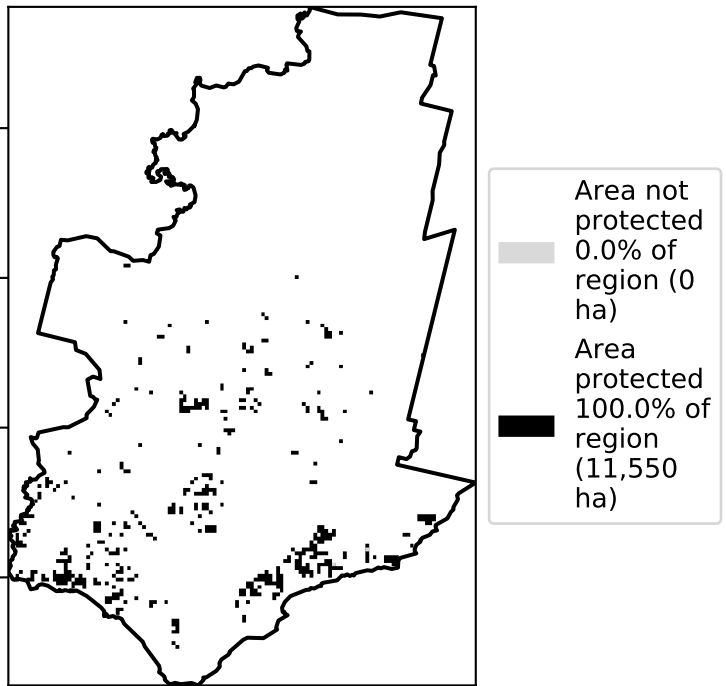 Area not
protected
0.0% of
region (0
ha)
Area
protected
100.0% of
region
(11,550
ha)